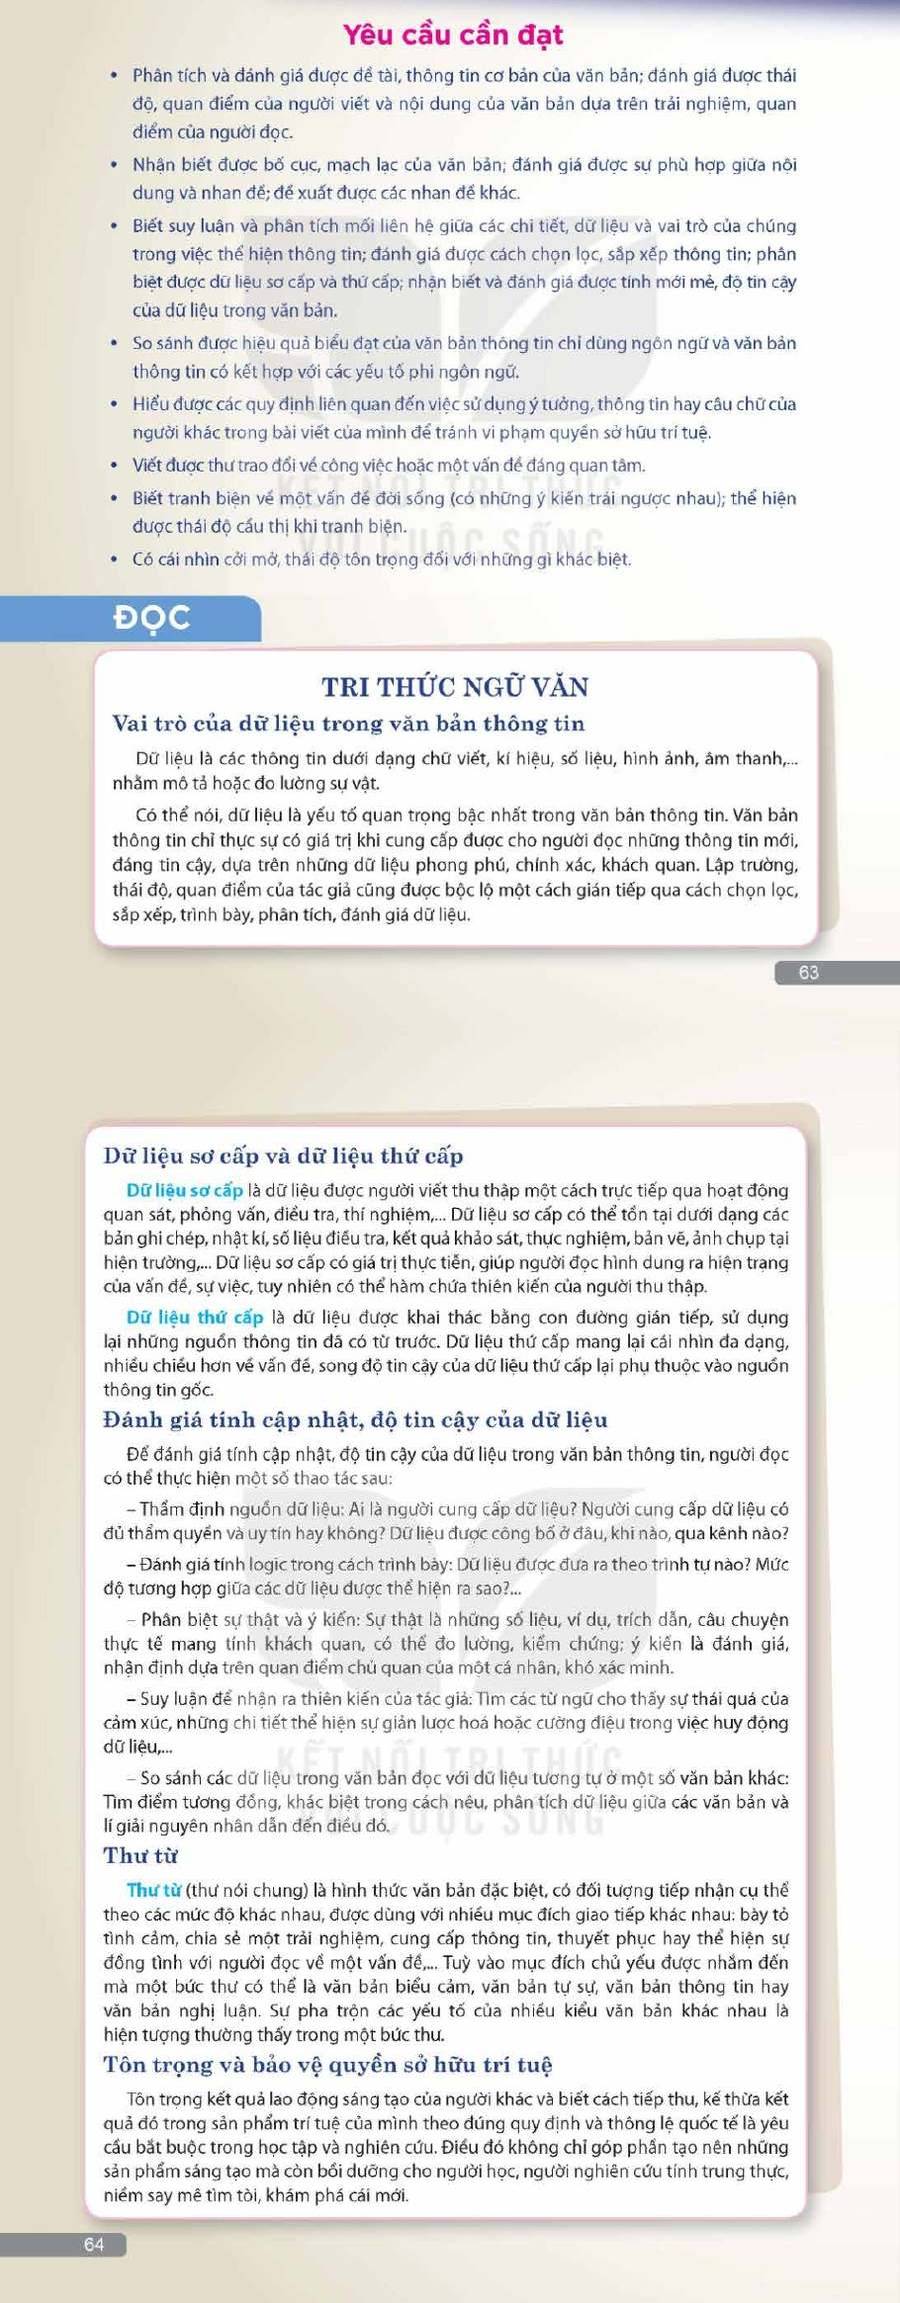 Yêu cầu cần đạt
• Phân tích và đánh giá được đề tài, thông tin cơ bản của văn bản; đánh giá được thái
độ, quan điểm của người viết và nội dung của văn bản dựa trên trải nghiệm, quan
điểm của người đọc.
• Nhận biết được bố cục, mạch lạc của văn bản; đánh giá được sự phù hợp giữa nội
dung và nhan đề; đề xuất được các nhan đề khác.
• Biết suy luận và phân tích mối liên hệ giữa các chi tiết, dữ liệu và vai trò của chúng
trong việc thể hiện thông tin; đánh giá được cách chọn lọc, sắp xếp thông tin; phân
biệt được dữ liệu sơ cấp và thứ cấp; nhận biết và đánh giá được tính mới mẻ, độ tin cậy
của dữ liệu trong văn bản.
• So sánh được hiệu quả biểu đạt của văn bản thông tin chỉ dùng ngôn ngữ và văn bản
thông tin có kết hợp với các yếu tố phi ngôn ngữ.
• Hiểu được các quy định liên quan đến việc sử dụng ý tưởng, thông tin hay câu chữ của
người khác trong bài viết của mình để tránh vi phạm quyền sở hữu trí tuệ.
• Viết được thư trao đổi về công việc hoặc một vấn đề đáng quan tâm.
• Biết tranh biện về một vấn đề đời sống (có những ý kiến trái ngược nhau); thể hiện
được thái độ cầu thị khi tranh biện.
• Có cái nhìn cởi mở, thái độ tôn trọng đối với những gì khác biệt.
KẾT NỐI TRI THỨC
VỚI CUỘC SỐNG
ĐỌC
TRI THỨC NGỮ VĂN
Vai trò của dữ liệu trong văn bản thông tin
Dữ liệu là các thông tin dưới dạng chữ viết, kí hiệu, số liệu, hình ảnh, âm thanh,...
nhằm mô tả hoặc đo lường sự vật.
Có thể nói, dữ liệu là yếu tố quan trọng bậc nhất trong văn bản thông tin. Văn bản
thông tin chỉ thực sự có giá trị khi cung cấp được cho người đọc những thông tin mới,
đáng tin cậy, dựa trên những dữ liệu phong phú, chính xác, khách quan. Lập trường,
thái độ, quan điểm của tác giả cũng được bộc lộ một cách gián tiếp qua cách chọn lọc,
sắp xếp, trình bày, phân tích, đánh giá dữ liệu.
63
Dữ liệu sơ cấp và dữ liệu thứ cấp
Dữ liệu sơ cấp là dữ liệu được người viết thu thập một cách trực tiếp qua hoạt động
quan sát, phỏng vấn, điều tra, thí nghiệm,... Dữ liệu sơ cấp có thể tồn tại dưới dạng các
bản ghi chép, nhật kí, số liệu điều tra, kết quả khảo sát, thực nghiệm, bản vẽ, ảnh chụp tại
hiện trường,... Dữ liệu sơ cấp có giá trị thực tiễn, giúp người đọc hình dung ra hiện trạng
của vấn đề, sự việc, tuy nhiên có thể hàm chứa thiên kiến của người thu thập.
Dữ liệu thứ cấp là dữ liệu được khai thác bằng con đường gián tiếp, sử dụng
lại những nguồn thông tin đã có từ trước. Dữ liệu thứ cấp mang lại cái nhìn đa dạng,
nhiều chiều hơn về vấn đề, song độ tin cậy của dữ liệu thứ cấp lại phụ thuộc vào nguồn
thông tin gốc.
Đánh giá tính cập nhật, độ tin cậy của dữ liệu
Để đánh giá tính cập nhật, độ tin cậy của dữ liệu trong văn bản thông tin, người đọc
có thể thực hiện một số thao tác sau:
– Thẩm định nguồn dữ liệu: Ai là người cung cấp dữ liệu? Người cung cấp dữ liệu có
đủ thẩm quyền và uy tín hay không? Dữ liệu được công bố ở đâu, khi nào, qua kênh nào?
– Đánh giá tính logic trong cách trình bày: Dữ liệu được đưa ra theo trình tự nào? Mức
độ tương hợp giữa các dữ liệu được thể hiện ra sao?...
– Phân biệt sự thật và ý kiến: Sự thật là những số liệu, ví dụ, trích dẫn, câu chuyện
thực tế mang tính khách quan, có thể đo lường, kiểm chứng; ý kiến là đánh giá,
nhận định dựa trên quan điểm chủ quan của một cá nhân, khó xác minh.
– Suy luận để nhận ra thiên kiến của tác giả: Tìm các từ ngữ cho thấy sự thái quá của
cảm xúc, những chi tiết thể hiện sự giản lược hoá hoặc cường điệu trong việc huy động
dữ liệu,...
– So sánh các dữ liệu trong văn bản đọc với dữ liệu tương tự ở một số văn bản khác:
Tìm điểm tương đồng, khác biệt trong cách nêu, phân tích dữ liệu giữa các văn bản và
lí giải nguyên nhân dẫn đến điều đó.
KẾT NỐI TRI THỨC
VỚI CUỘC SỐNG
Thư từ
Thư từ (thư nói chung) là hình thức văn bản đặc biệt, có đối tượng tiếp nhận cụ thể
theo các mức độ khác nhau, được dùng với nhiều mục đích giao tiếp khác nhau: bày tỏ
tình cảm, chia sẻ một trải nghiệm, cung cấp thông tin, thuyết phục hay thể hiện sự
đồng tình với người đọc về một vấn đề,... Tuỳ vào mục đích chủ yếu được nhắm đến
mà một bức thư có thể là văn bản biểu cảm, văn bản tự sự, văn bản thông tin hay
văn bản nghị luận. Sự pha trộn các yếu tố của nhiều kiểu văn bản khác nhau là
hiện tượng thường thấy trong một bức thư.
Tôn trọng và bảo vệ quyền sở hữu trí tuệ
Tôn trọng kết quả lao động sáng tạo của người khác và biết cách tiếp thu, kế thừa kết
quả đó trong sản phẩm trí tuệ của mình theo đúng quy định và thông lệ quốc tế là yêu
cầu bắt buộc trong học tập và nghiên cứu. Điều đó không chỉ góp phần tạo nên những
sản phẩm sáng tạo mà còn bồi dưỡng cho người học, người nghiên cứu tính trung thực,
niềm say mê tìm tòi, khám phá cái mới.
64